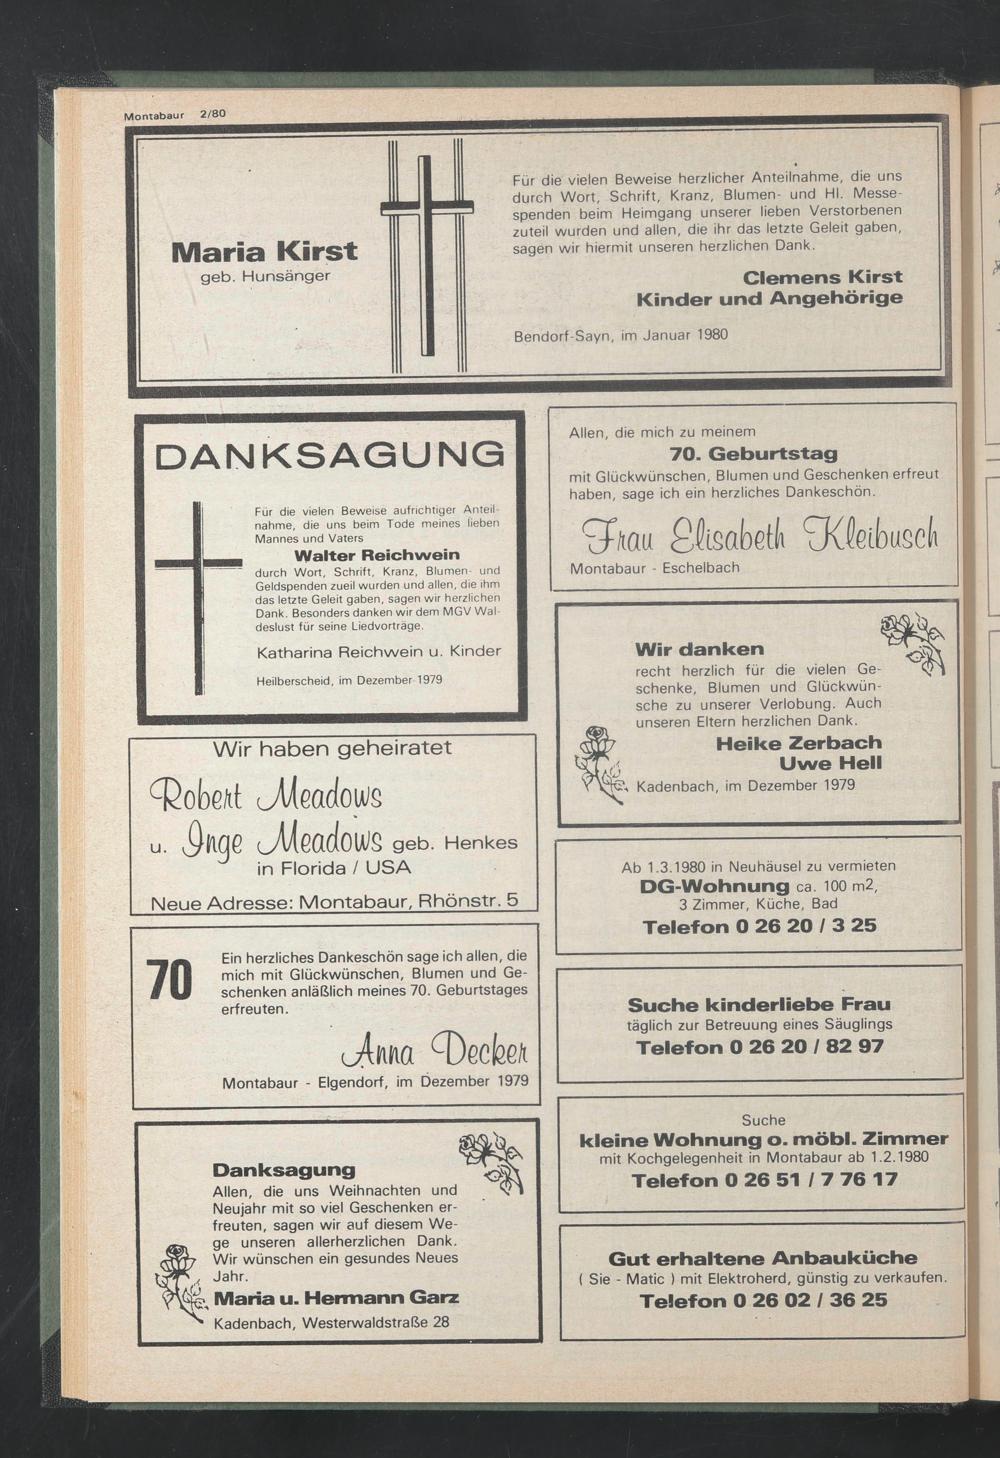 Montabaur 2/80
Maria Kirst
geb. Hunsänger
Für die vielen Beweise herzlicher Anteilnahme, die uns
durch Wort, Schrift, Kranz, Blumen- und Hl. Messe-
spenden beim Heimgang unserer lieben Verstorbenen
zuteil wurden und allen, die ihr das letzte Geleit gaben,
sagen wir hiermit unseren herzlichen Dank.
Clemens Kirst
Kinder und Angehörige
Bendorf-Sayn, im Januar 1980
DANKSAGUNG
Für die vielen Beweise aufrichtiger Anteil-
nahme, die uns beim Tode meines lieben
Mannes und Vaters
Walter Reichwein
durch Wort, Schrift, Kranz, Blumen- und
Geldspenden zueil wurden und allen, die ihm
das letzte Geleit gaben, sagen wir herzlichen
Dank. Besonders danken wir dem MGV Wal-
deslust für seine Liedvorträge.
Katharina Reichwein u. Kinder
Heilberscheid, im Dezember 1979
Wir haben geheiratet
Robert Meadows
u. Inge Meadows geb. Henkes
in Florida / USA
Neue Adresse: Montabaur, Rhönstr. 5
70
Ein herzliches Dankeschön sage ich allen, die
mich mit Glückwünschen, Blumen und Ge-
schenken anläßlich meines 70. Geburtstages
erfreuten.
Anna Decker
Montabaur - Elgendorf, im Dezember 1979
Danksagung
Allen, die uns Weihnachten und
Neujahr mit so viel Geschenken er-
freuten, sagen wir auf diesem We-
ge unseren allerherzlichen Dank.
Wir wünschen ein gesundes Neues
Jahr.
Maria u. Hermann Garz
Kadenbach, Westerwaldstraße 28
Allen, die mich zu meinem
70. Geburtstag
mit Glückwünschen, Blumen und Geschenken erfreut
haben, sage ich ein herzliches Dankeschön.
Frau Elisabeth Kleibusch
Montabaur - Eschelbach
Wir danken
recht herzlich für die vielen Ge-
schenke, Blumen und Glückwün-
sche zu unserer Verlobung. Auch
unseren Eltern herzlichen Dank.
Heike Zerbach
Uwe Hell
Kadenbach, im Dezember 1979
Ab 1.3.1980 in Neuhäusel zu vermieten
DG-Wohnung ca. 100 m2,
3 Zimmer, Küche, Bad
Telefon 0 26 20 / 3 25
Suche kinderliebe Frau
täglich zur Betreuung eines Säuglings
Telefon 0 26 20 / 82 97
Suche
kleine Wohnung o. möbl. Zimmer
mit Kochgelegenheit in Montabaur ab 1.2.1980
Telefon 0 26 51 / 7 76 17
Gut erhaltene Anbauküche
( Sie - Matic ) mit Elektroherd, günstig zu verkaufen.
Telefon 0 26 02 / 36 25